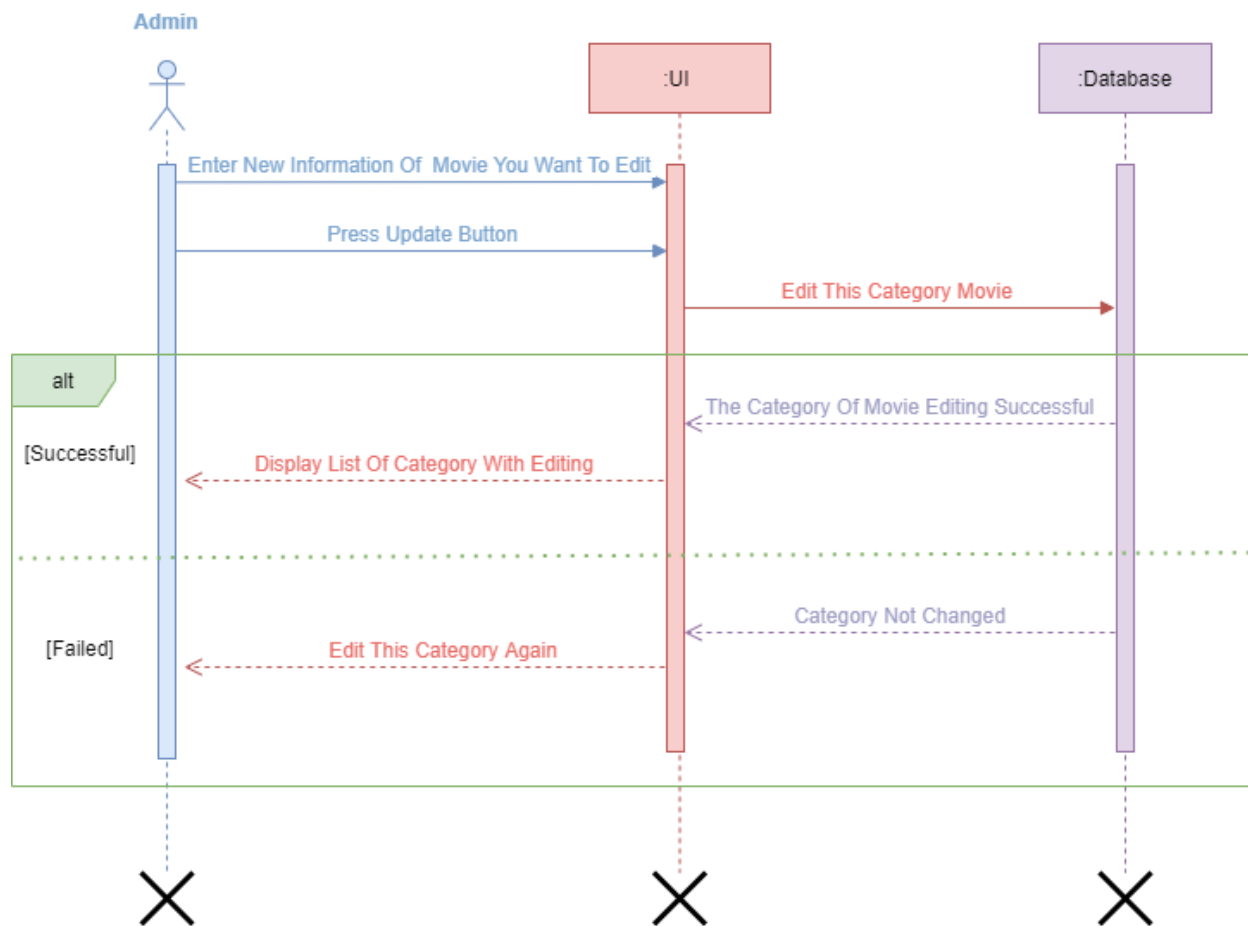 Admin
:UI
:Database
Enter New Information Of  Movie You Want To Edit
Press Update Button
Edit This Category Movie
alt
The Category Of Movie Editing Successful
[Successful]
Display List Of Category With Editing
Category Not Changed
[Failed]
Edit This Category Again